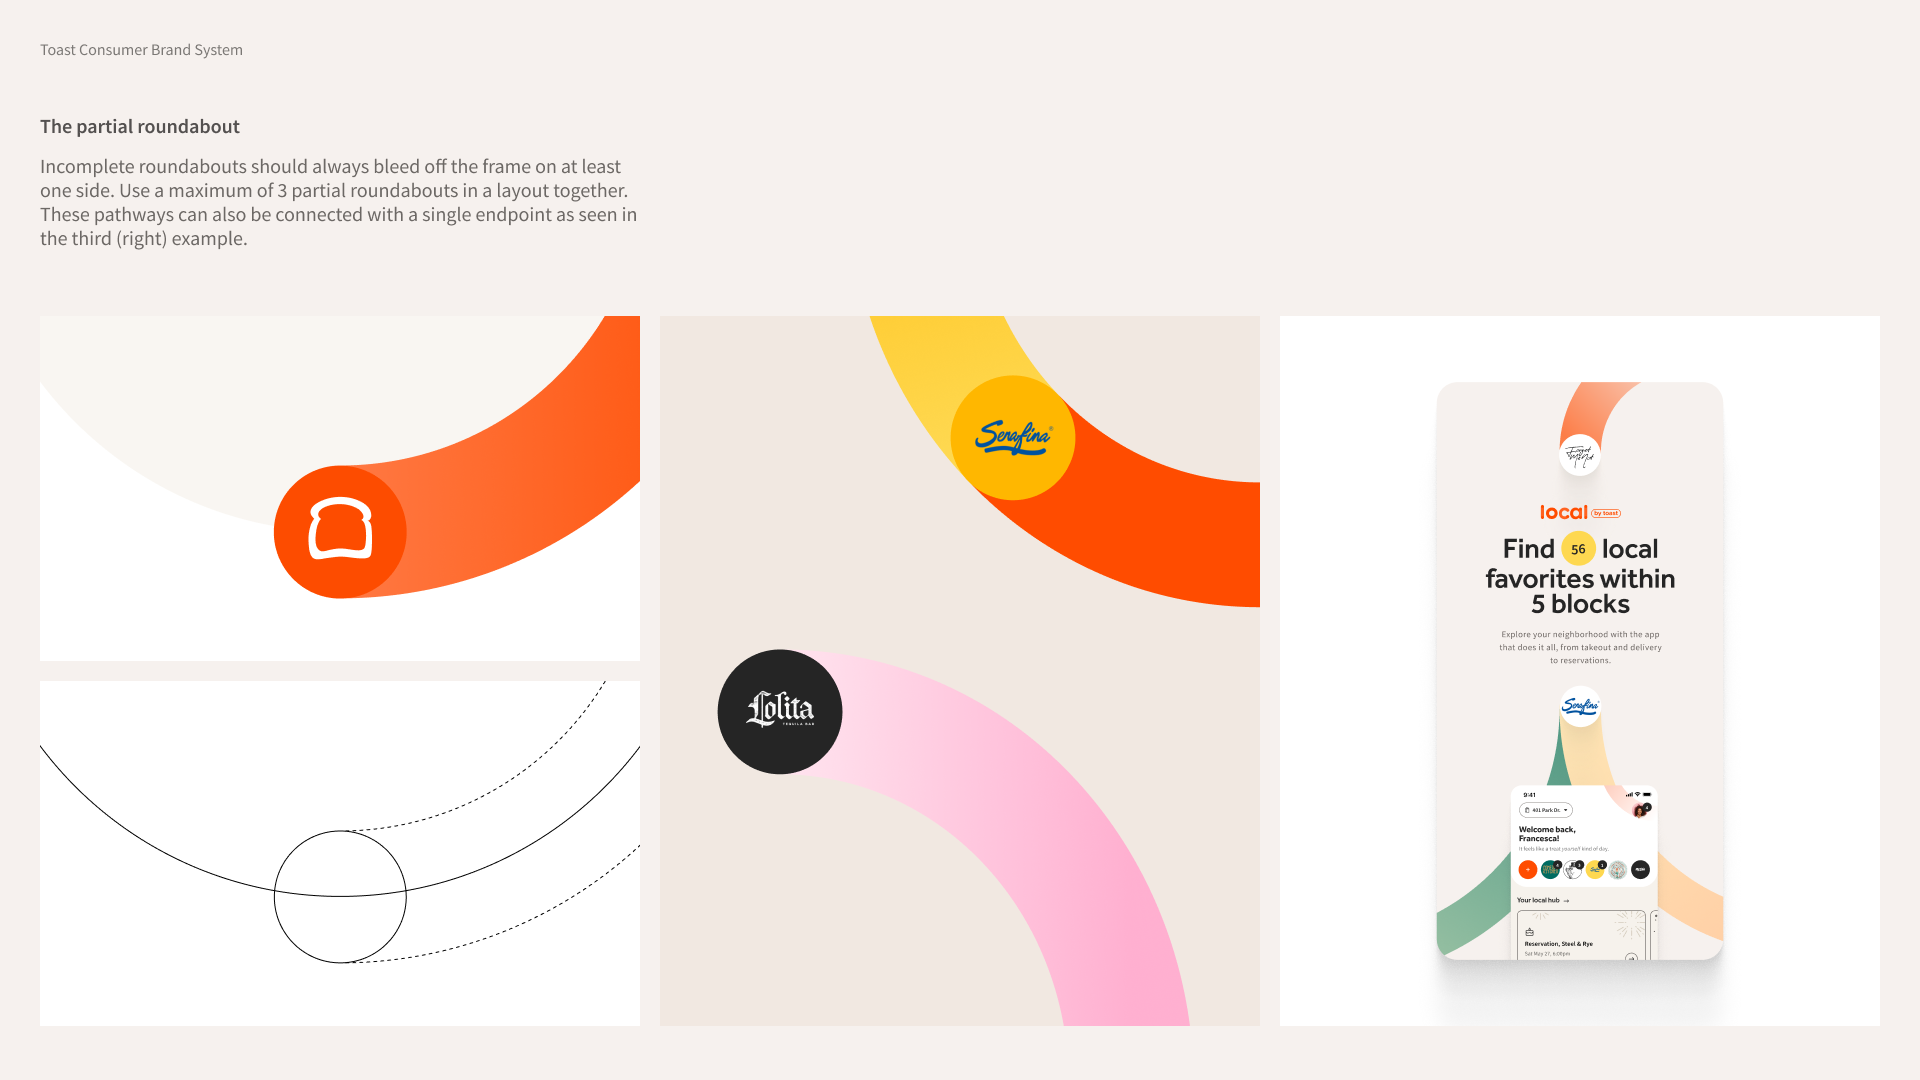 Toast Consumer Brand System
The partial roundabout
Incomplete roundabouts should always bleed off the frame on at least
one side. Use a maximum of 3 partial roundabouts in a layout together.
These pathways can also be connected with a single endpoint as seen in
the third (right) example.
Serafina
Lolita
TEQUILA BAR
local by toast
Find 56 local
favorites within
5 blocks
Explore your neighborhood with the app
that does it all, from takeout and delivery
to reservations.
Serafina
9:41
401 Park Dr.
Welcome back,
Francesca!
It feels like a treat yourself kind of day.
Your local hub →
Reservation, Steel & Rye
Sat May 27, 6:00pm